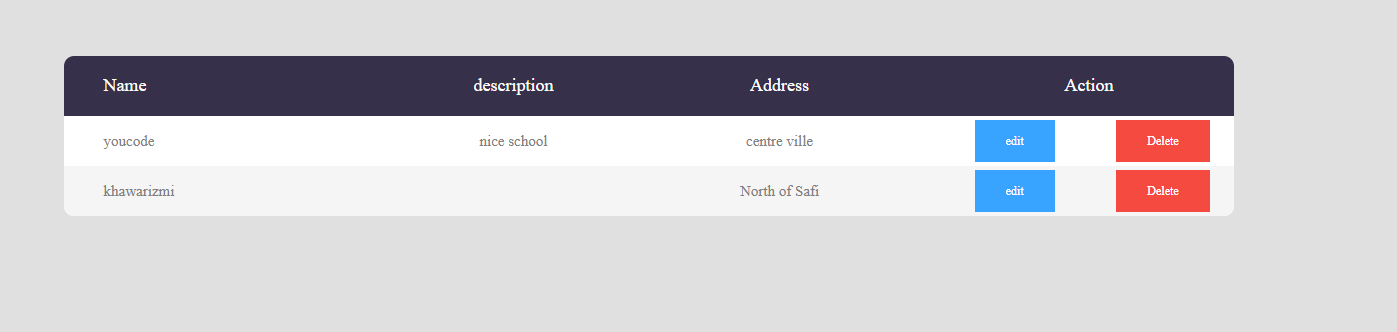 Name description Address Action
youcode nice school centre ville edit Delete
khawarizmi North of Safi edit Delete